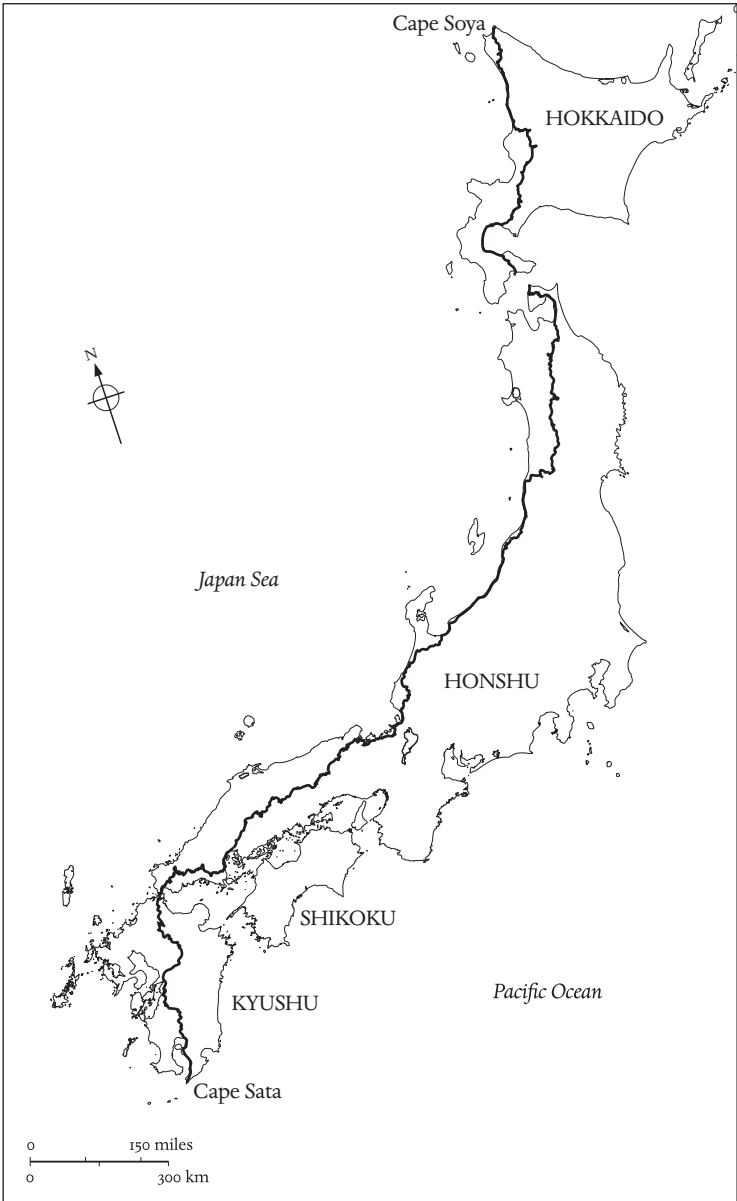 Cape Soya
HOKKAIDO
N
Japan Sea
HONSHU
SHIKOKU
KYUSHU
Pacific Ocean
Cape Sata
0 150 miles
0 300 km